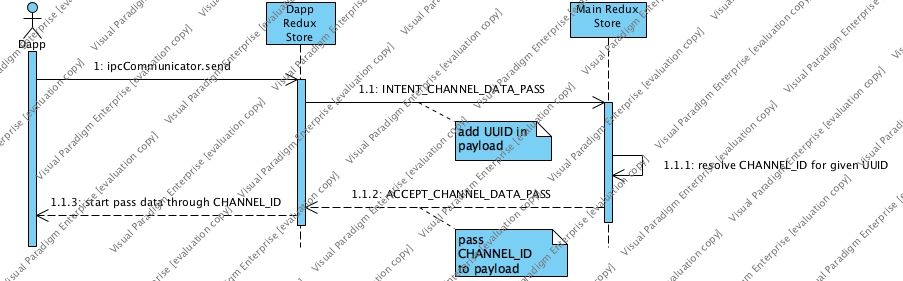 Dapp
Redux
Store
Main Redux
Store
Dapp
1: ipcCommunicator.send
1.1: INTENT_CHANNEL_DATA_PASS
add UUID in
payload
1.1.1: resolve CHANNEL_ID for given UUID
1.1.2: ACCEPT_CHANNEL_DATA_PASS
1.1.3: start pass data through CHANNEL_ID
pass
CHANNEL_ID
to payload
Visual Paradigm Enterprise [evaluation copy]